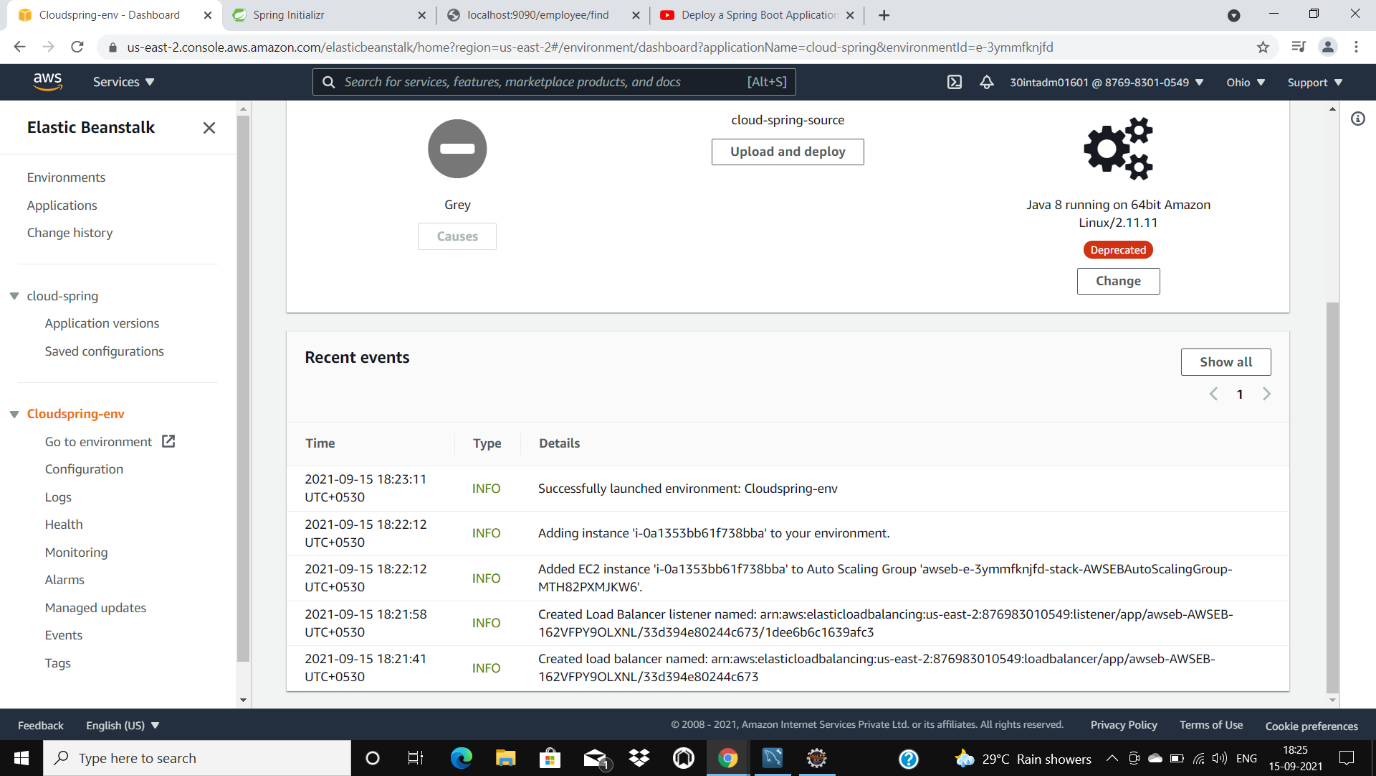 Cloudspring-env - Dashboard
Spring Initializr
localhost:9090/employee/find
Deploy a Spring Boot Application
us-east-2.console.aws.amazon.com/elasticbeanstalk/home?region=us-east-2#/environment/dashboard?applicationName=cloud-spring&environmentId=e-3ymmfknjfd
aws
Services
Search for services, features, marketplace products, and docs [Alt+S]
30intadm01601 @ 8769-8301-0549
Ohio
Support
Elastic Beanstalk
Environments
Applications
Change history
cloud-spring
Application versions
Saved configurations
Cloudspring-env
Go to environment
Configuration
Logs
Health
Monitoring
Alarms
Managed updates
Events
Tags
Grey
Causes
cloud-spring-source
Upload and deploy
Java 8 running on 64bit Amazon
Linux/2.11.11
Deprecated
Change
Recent events
Show all
1
Time Type Details
2021-09-15 18:23:11
UTC+0530
INFO
Successfully launched environment: Cloudspring-env
2021-09-15 18:22:12
UTC+0530
INFO
Adding instance 'i-0a1353bb61f738bba' to your environment.
2021-09-15 18:22:12
UTC+0530
INFO
Added EC2 instance 'i-0a1353bb61f738bba' to Auto Scaling Group 'awseb-e-3ymmfknjfd-stack-AWSEBAutoScalingGroup-
MTH82PXMJKW6'.
2021-09-15 18:21:58
UTC+0530
INFO
Created Load Balancer listener named: arn:aws:elasticloadbalancing:us-east-2:876983010549:listener/app/awseb-AWSEB-
162VFPY9OLXNL/33d394e80244c673/1dee6b6c1639afc3
2021-09-15 18:21:41
UTC+0530
INFO
Created load balancer named: arn:aws:elasticloadbalancing:us-east-2:876983010549:loadbalancer/app/awseb-AWSEB-
162VFPY9OLXNL/33d394e80244c673
Feedback
English (US)
© 2008 - 2021, Amazon Internet Services Private Ltd. or its affiliates. All rights reserved.
Privacy Policy
Terms of Use
Cookie preferences
Type here to search
1
29°C Rain showers
ENG
18:25
15-09-2021